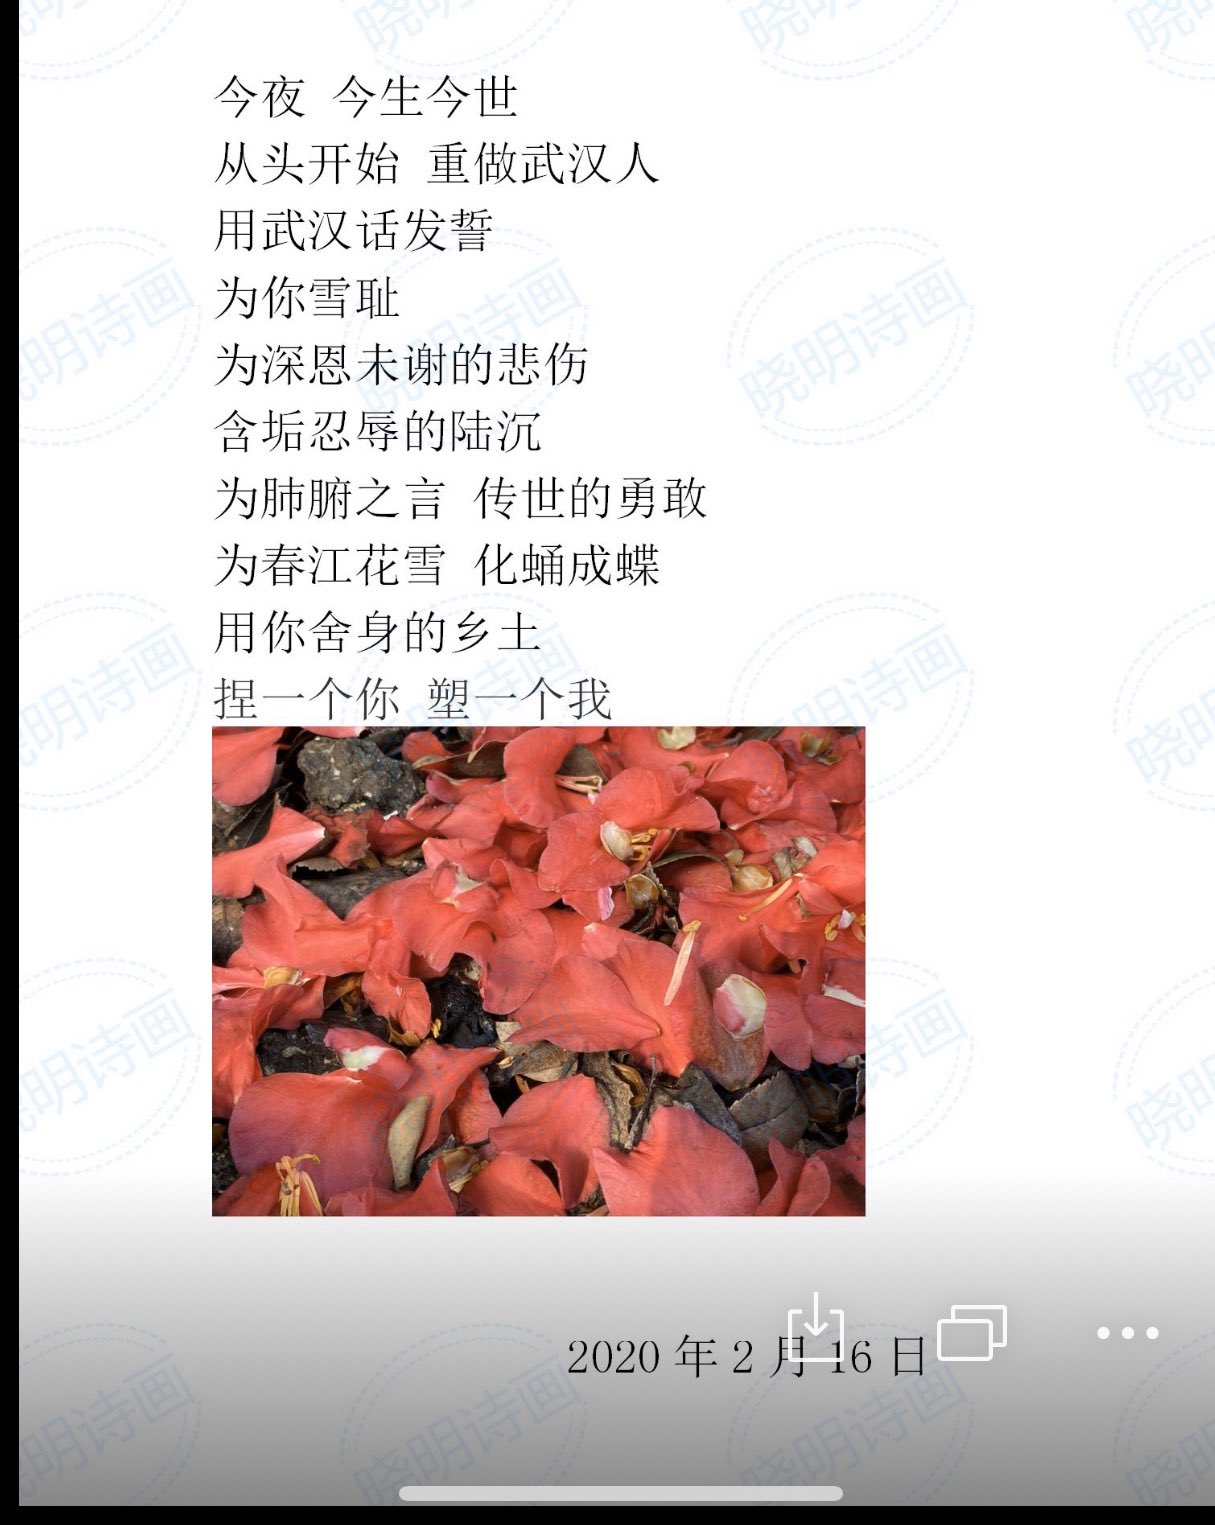 今夜 今生今世
从头开始 重做武汉人
用武汉话发誓
为你雪耻
为深恩未谢的悲伤
含垢忍辱的陆沉
为肺腑之言 传世的勇敢
为春江花雪 化蛹成蝶
用你舍身的乡土
捏一个你 塑一个我
2020 年 2 月 16 日
晓明诗画